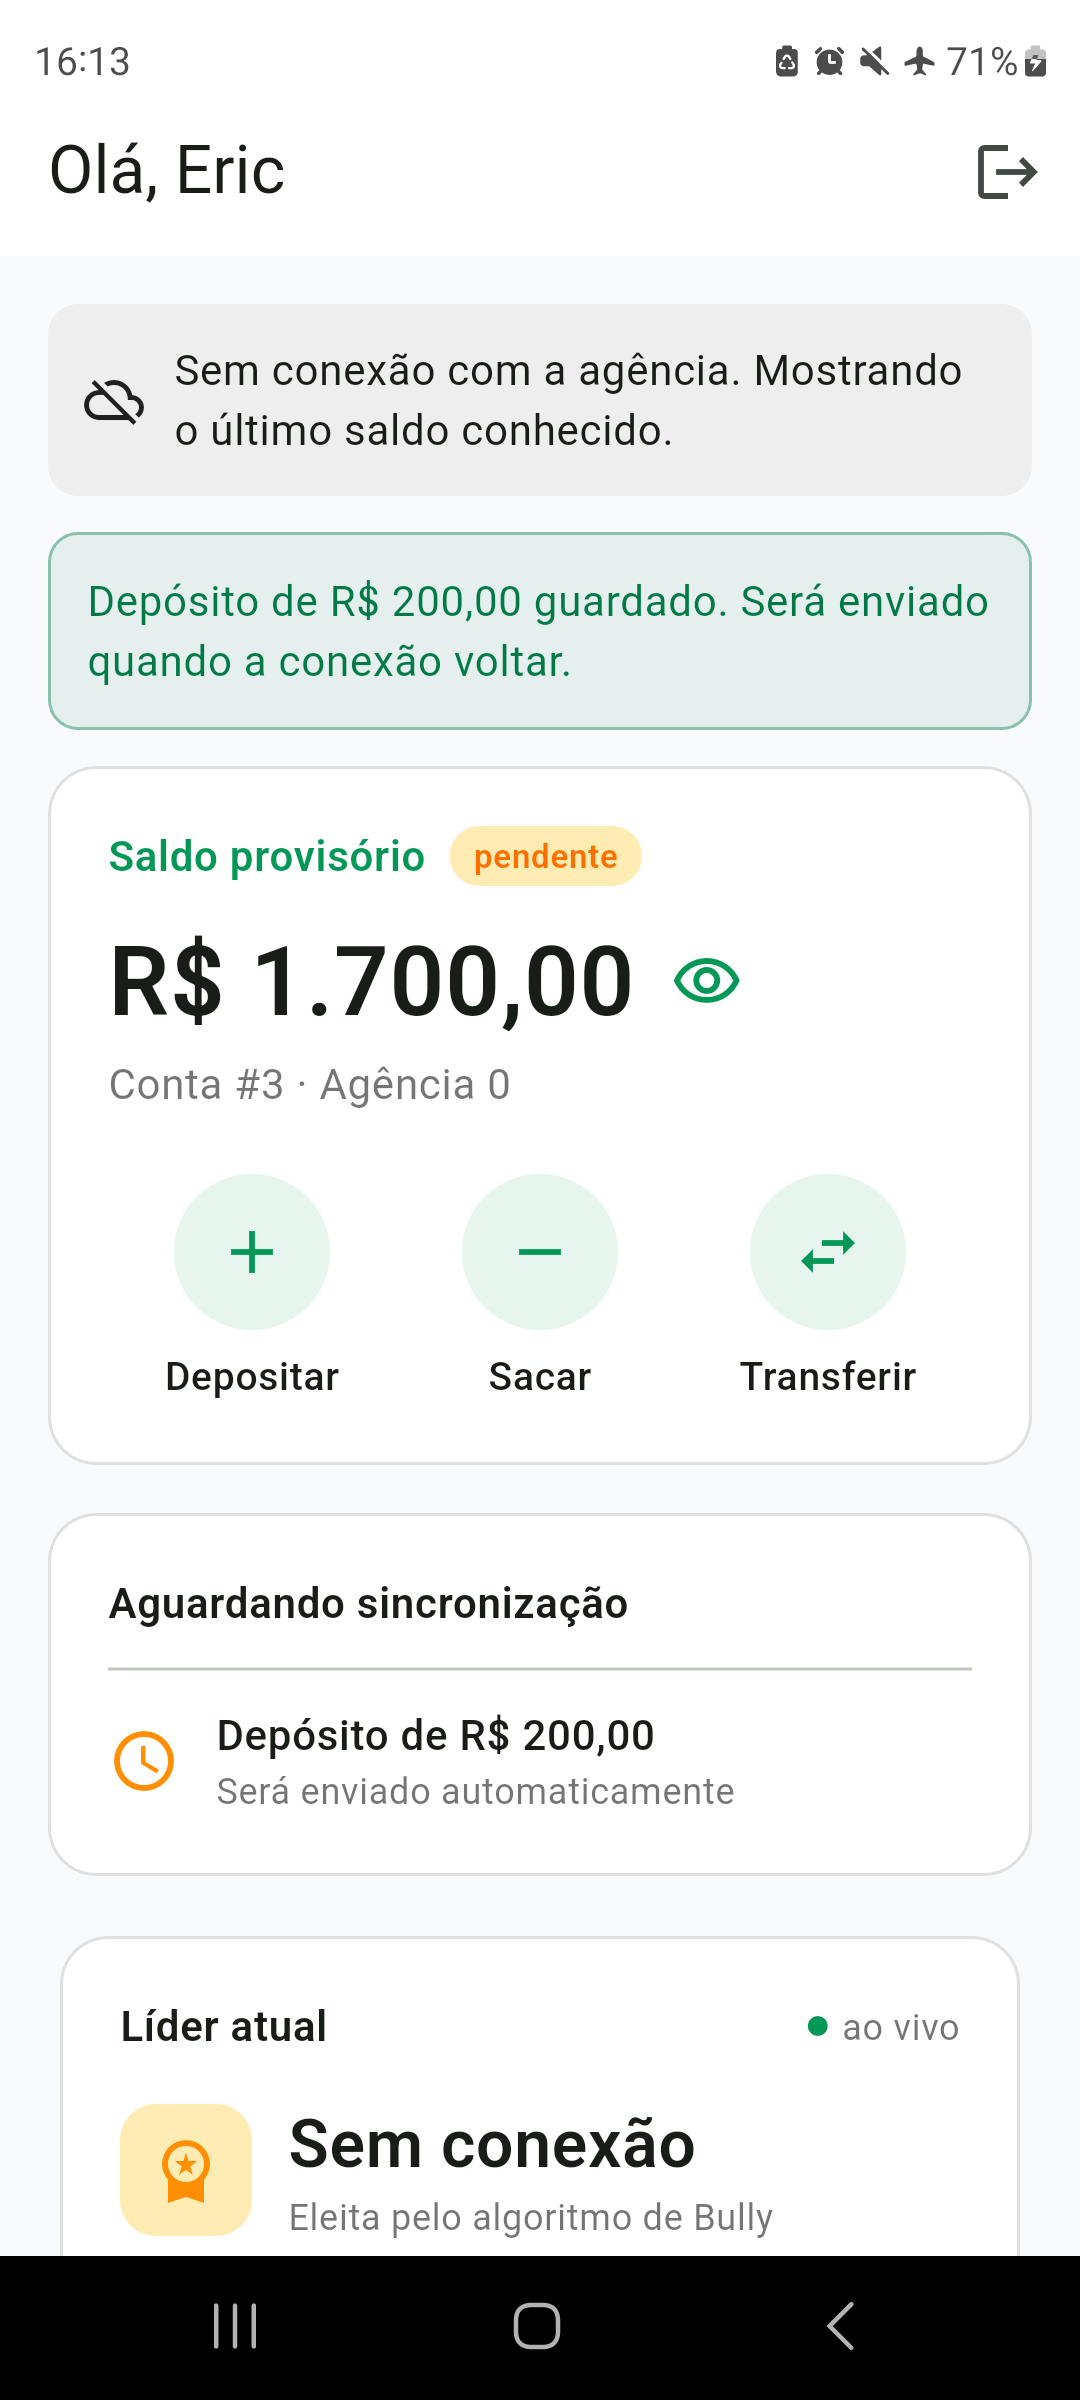 16:13
71%
Olá, Eric
Sem conexão com a agência. Mostrando
o último saldo conhecido.
Depósito de R$ 200,00 guardado. Será enviado
quando a conexão voltar.
Saldo provisório pendente
R$ 1.700,00
Conta #3 · Agência 0
Depositar Sacar Transferir
Aguardando sincronização
Depósito de R$ 200,00
Será enviado automaticamente
Líder atual ao vivo
Sem conexão
Eleita pelo algoritmo de Bully